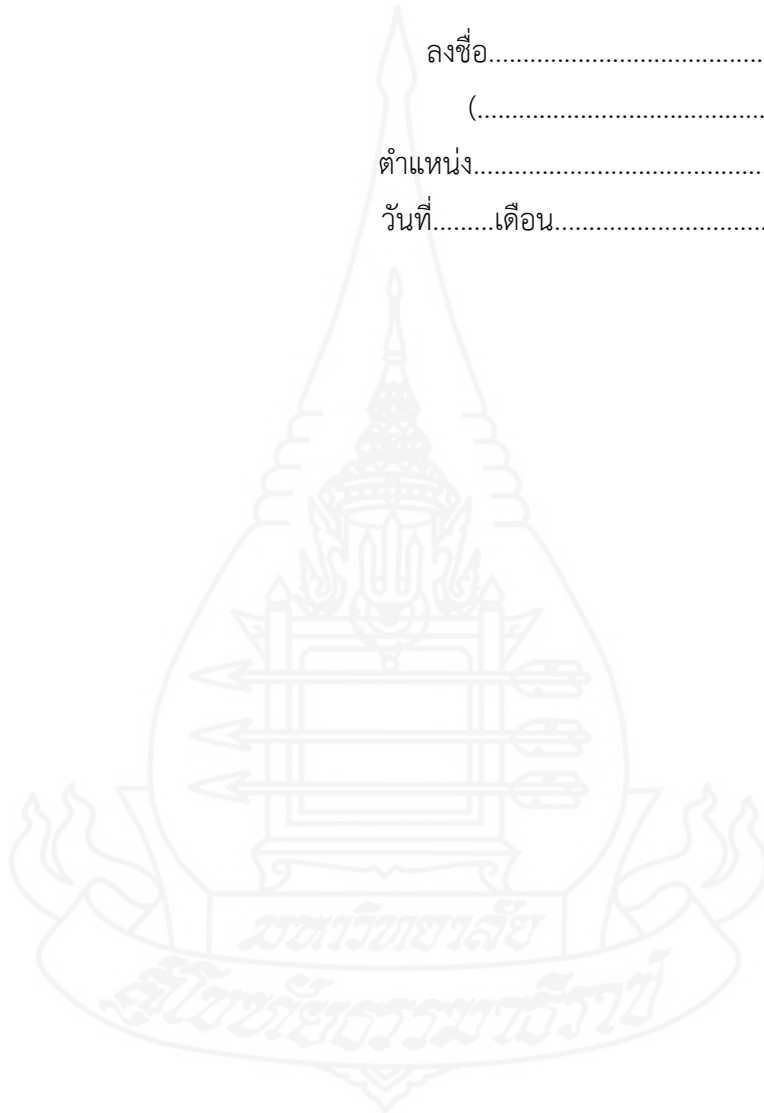 ลงชื่อ........................................
(..........................................
ตำแหน่ง...........................................
วันที่.........เดือน...............................
มหาวิทยาลัย
สุโขทัยธรรมาธิราช